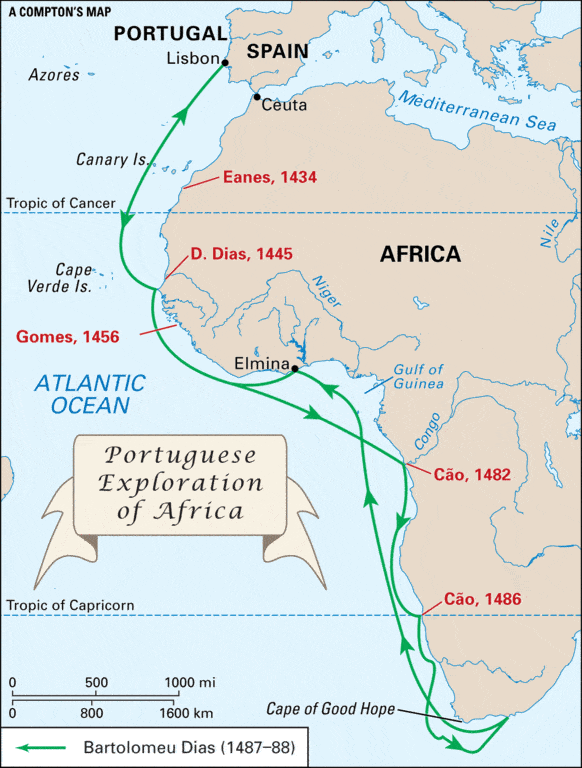 A COMPTON'S MAP
PORTUGAL
SPAIN
Lisbon
Azores
Ceuta
Mediterranean Sea
Canary Is.
Eanes, 1434
Tropic of Cancer
Nile
D. Dias, 1445
AFRICA
Cape
Verde Is.
Niger
Gomes, 1456
Elmina
Gulf of
Guinea
ATLANTIC
OCEAN
Congo
Portuguese
Exploration
of Africa
Cão, 1482
Tropic of Capricorn
Cão, 1486
0 500 1000 mi
0 800 1600 km
Cape of Good Hope
Bartolomeu Dias (1487–88)